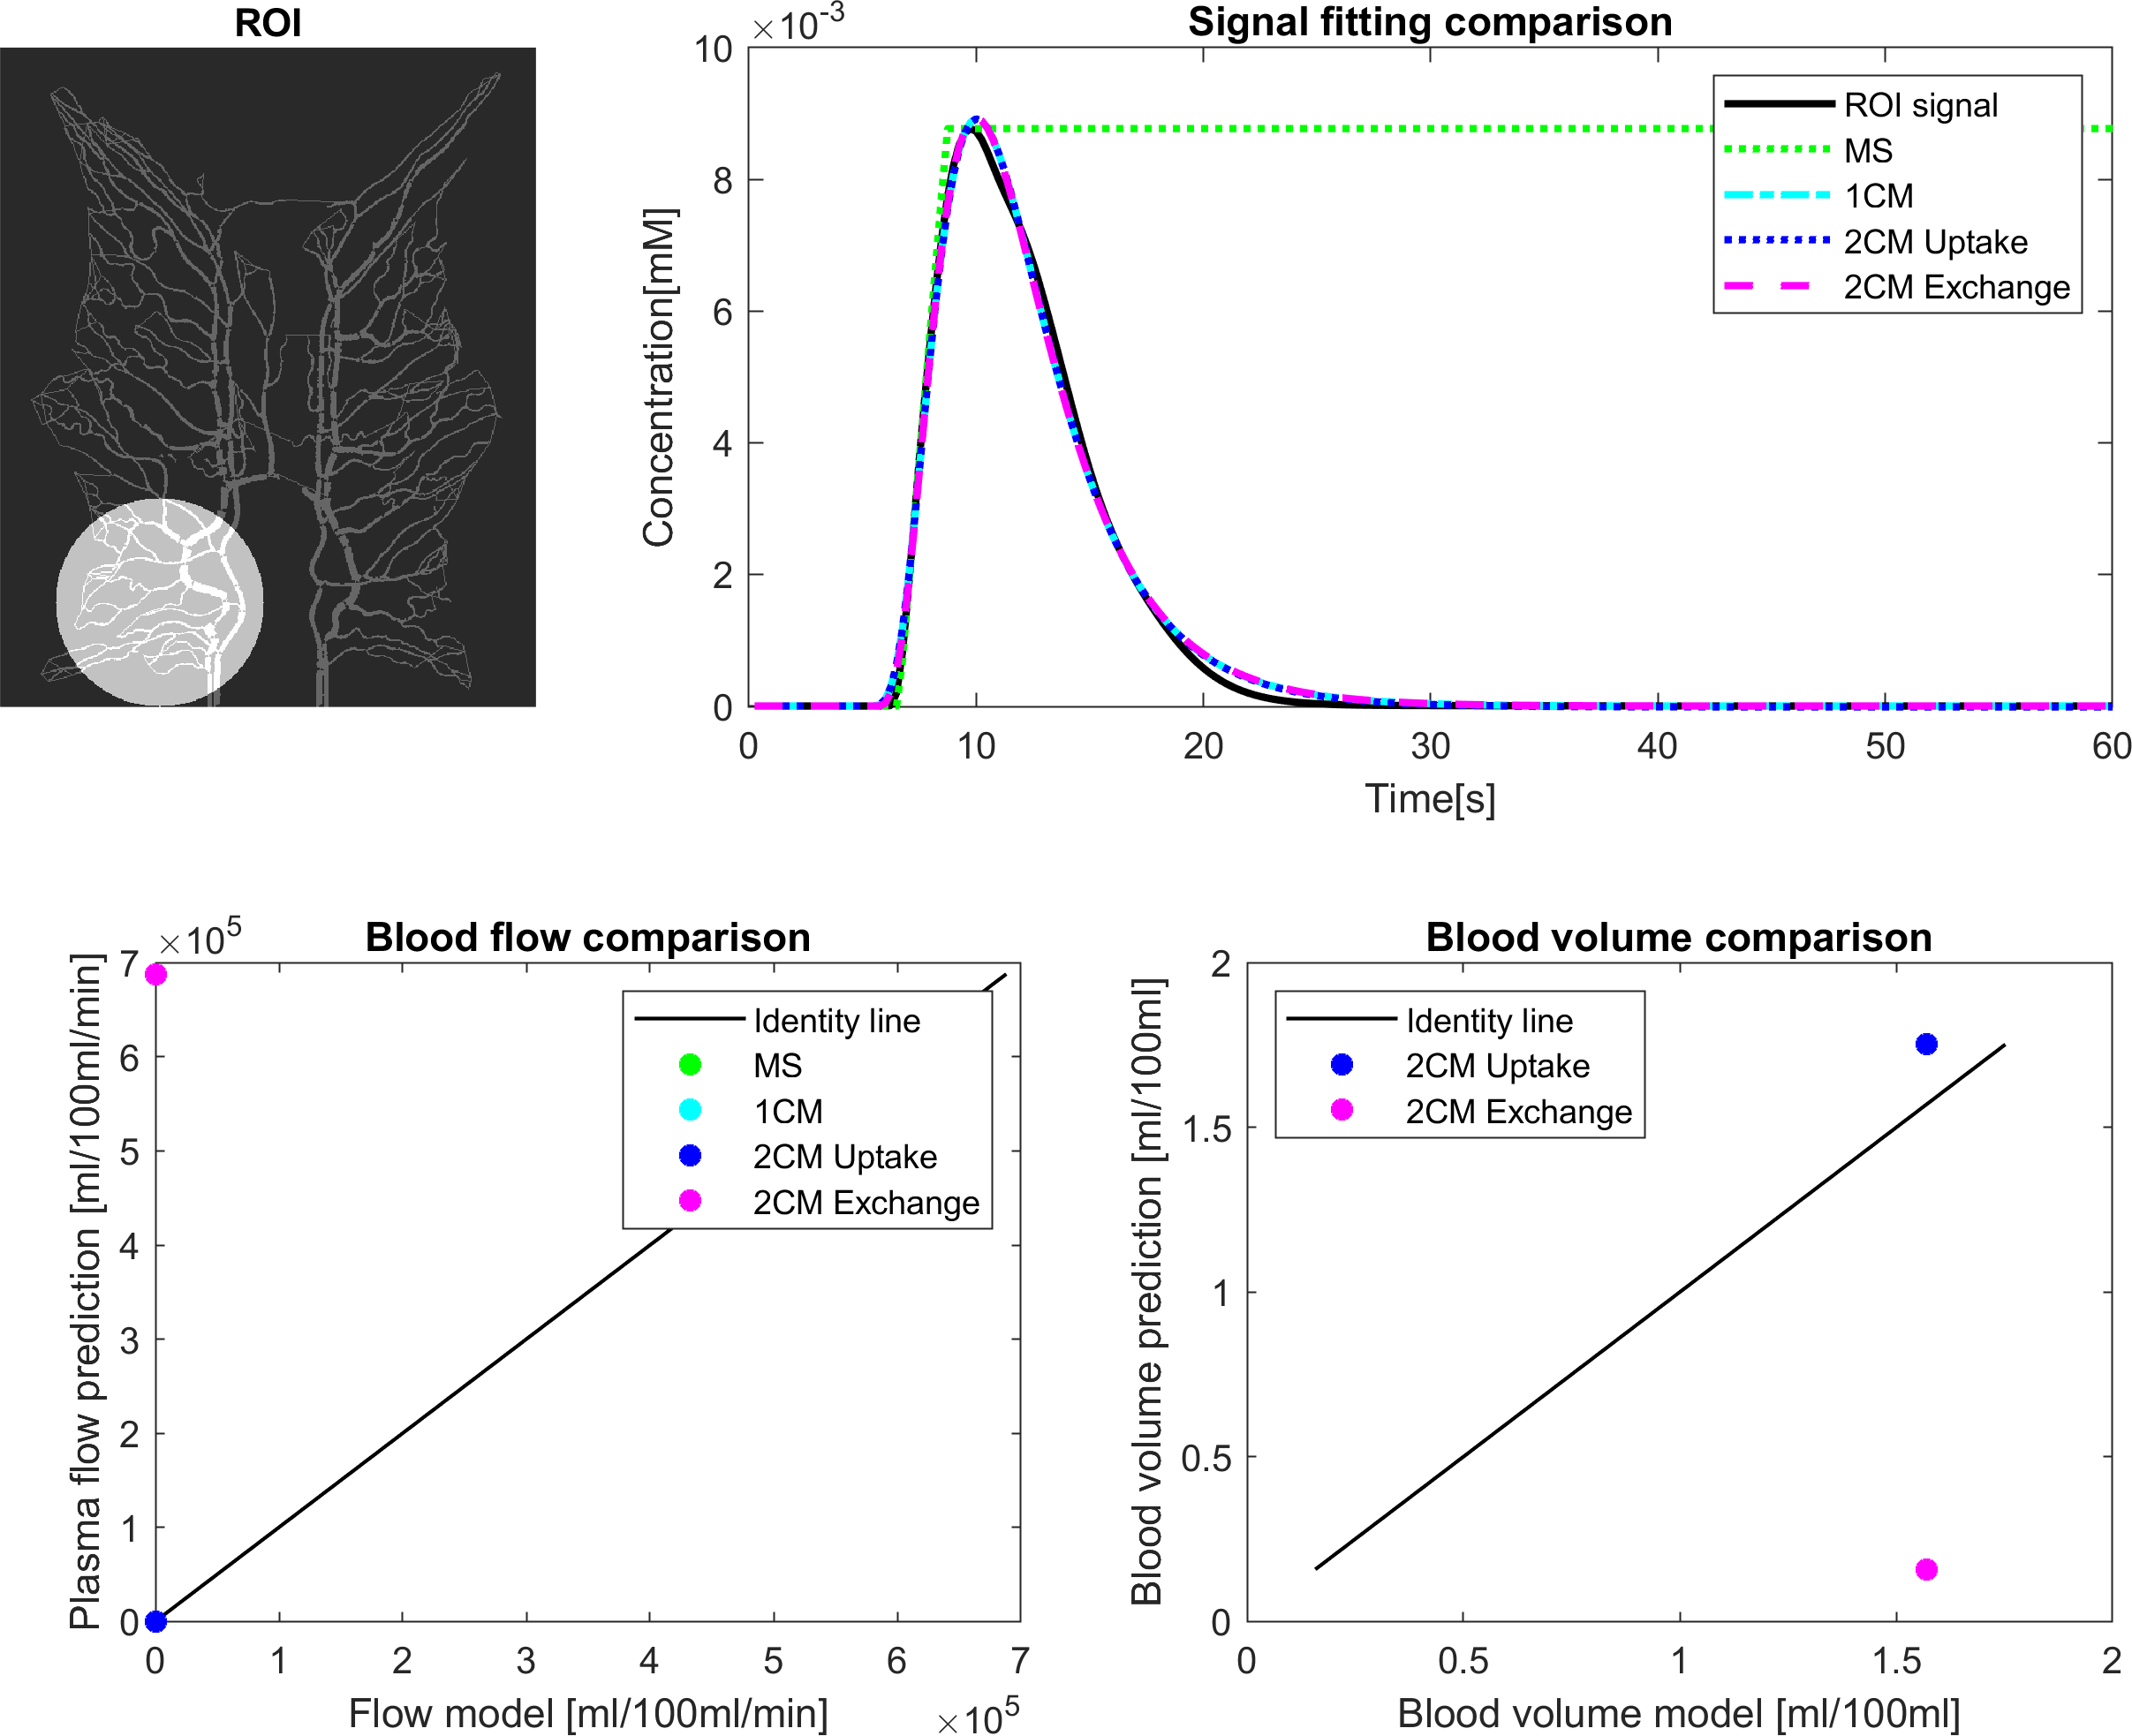 ROI
Signal fitting comparison
×10-3
10
8
6
4
2
0
Concentration[mM]
0 10 20 30 40 50 60
Time[s]
ROI signal
MS
1CM
2CM Uptake
2CM Exchange
Blood flow comparison
×105
7
6
5
4
3
2
1
0
Plasma flow prediction [ml/100ml/min]
0 1 2 3 4 5 6 7
Flow model [ml/100ml/min]
×105
Identity line
MS
1CM
2CM Uptake
2CM Exchange
Blood volume comparison
2
1.5
1
0.5
0
Blood volume prediction [ml/100ml]
0 0.5 1 1.5 2
Blood volume model [ml/100ml]
Identity line
2CM Uptake
2CM Exchange